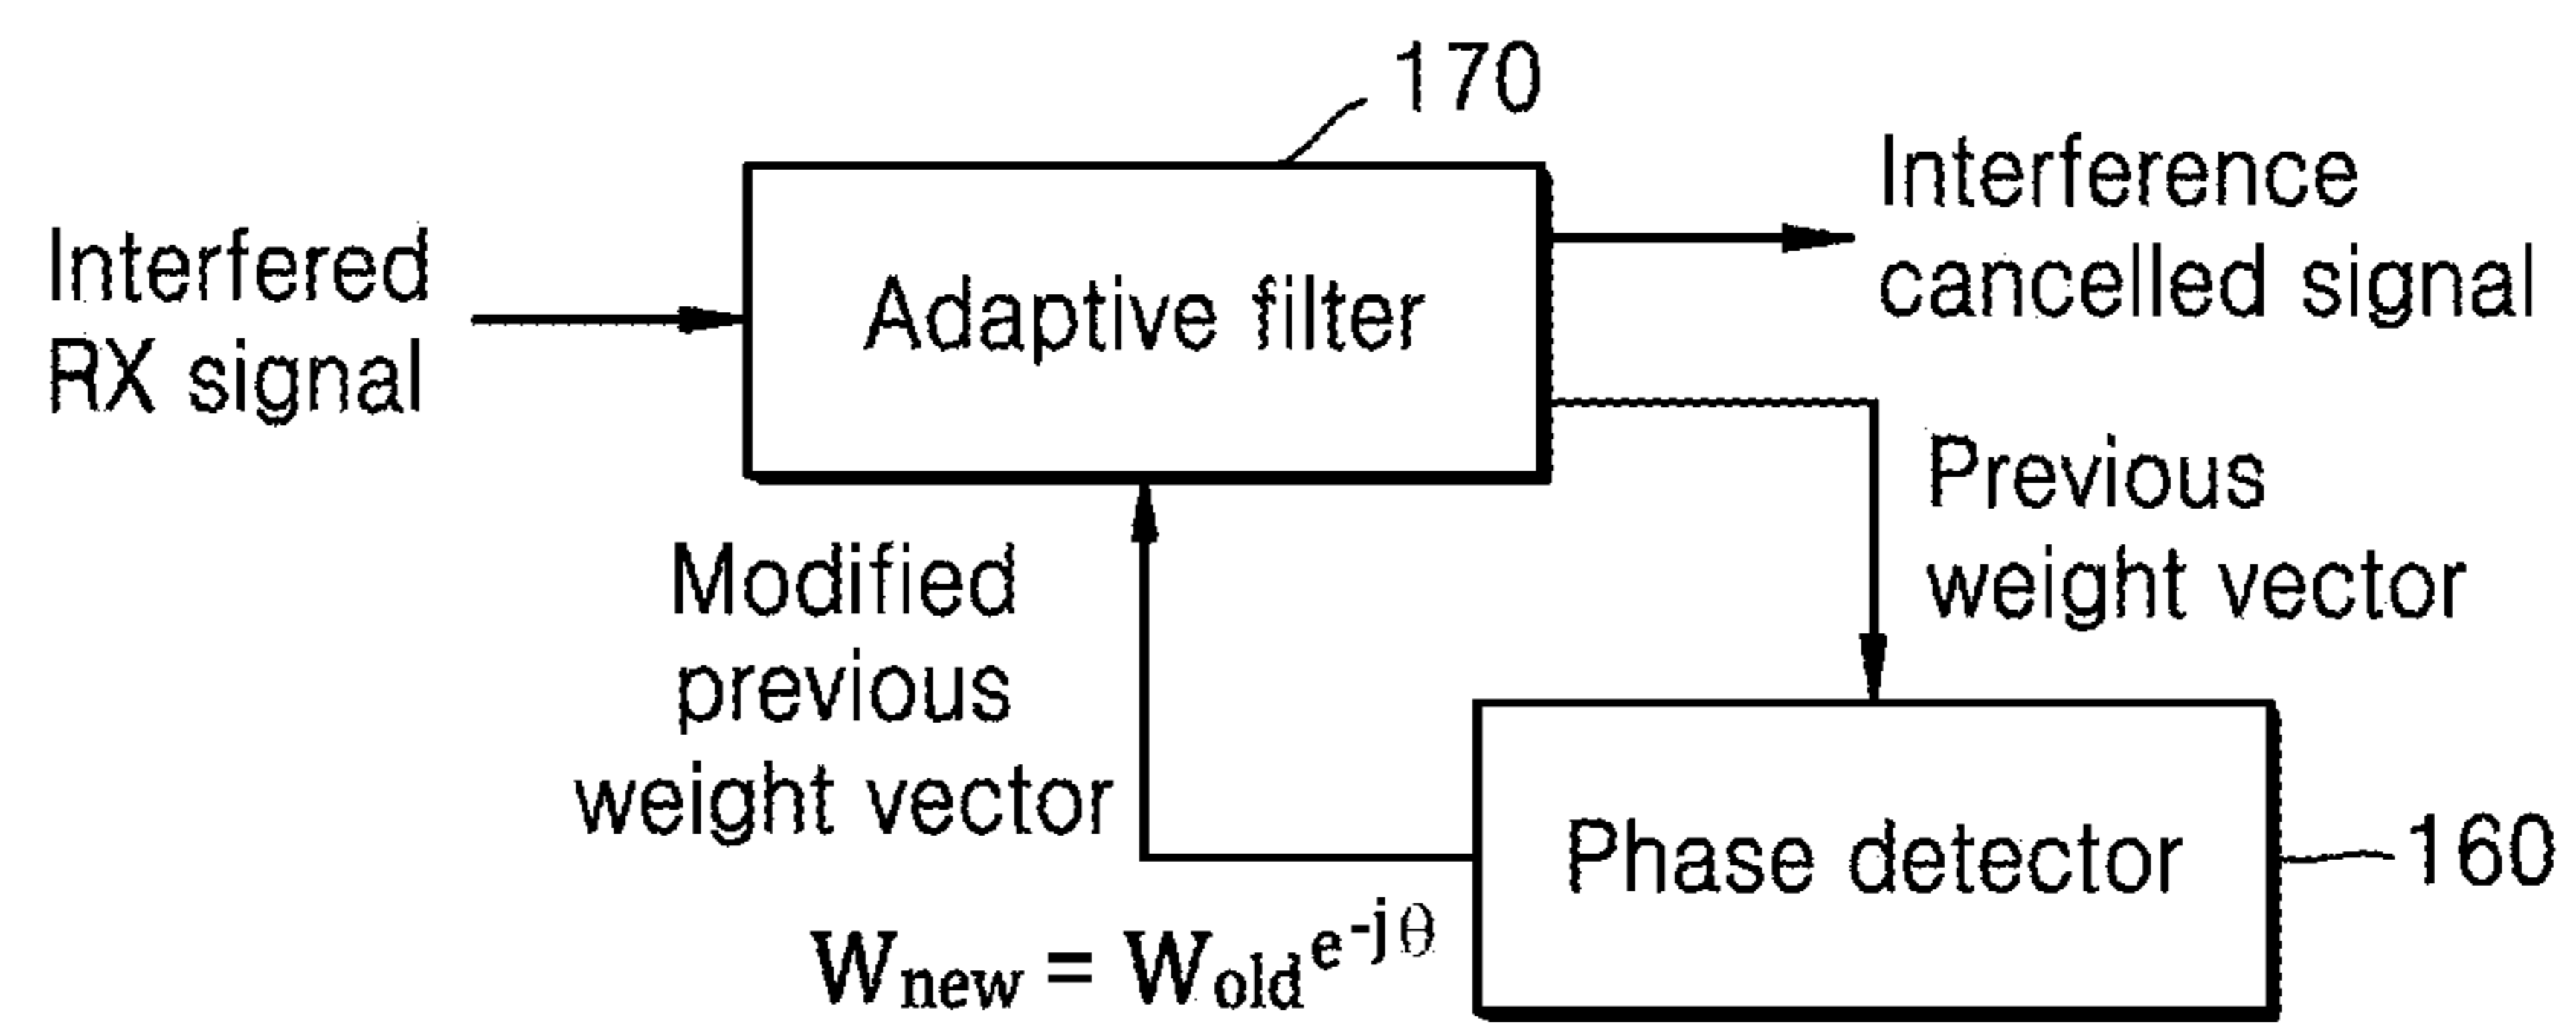 170
Interfered
RX signal
Adaptive filter
Interference
cancelled signal
Previous
weight vector
Modified
previous
weight vector
Phase detector
160
Wnew = Wold e-jθ